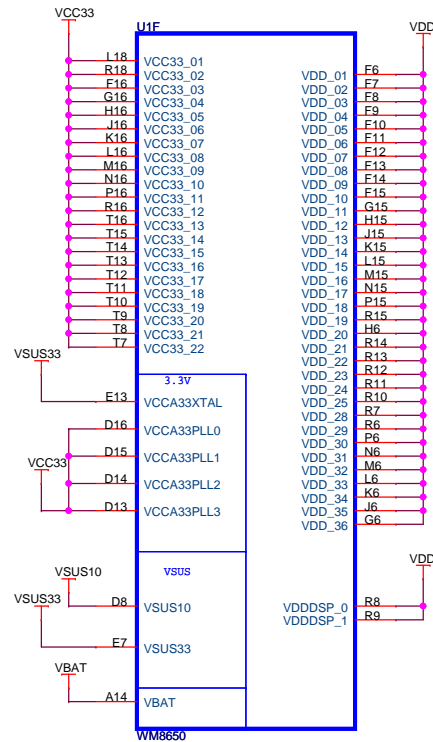 VCC33
VDD
U1F
L18 VCC33_01
R18 VCC33_02 VDD_01 F6
F16 VCC33_03 VDD_02 F7
G16 VCC33_04 VDD_03 F8
H16 VCC33_05 VDD_04 F9
J16 VCC33_06 VDD_05 F10
K16 VCC33_07 VDD_06 F11
L16 VCC33_08 VDD_07 F12
M16 VCC33_09 VDD_08 F13
N16 VCC33_10 VDD_09 F14
P16 VCC33_11 VDD_10 F15
R16 VCC33_12 VDD_11 G15
T16 VCC33_13 VDD_12 H15
T15 VCC33_14 VDD_13 J15
T14 VCC33_15 VDD_14 K15
T13 VCC33_16 VDD_15 L15
T12 VCC33_17 VDD_16 M15
T11 VCC33_18 VDD_17 N15
T10 VCC33_19 VDD_18 P15
T9 VCC33_20 VDD_19 R15
T8 VCC33_21 VDD_20 H6
T7 VCC33_22 VDD_21 R14
VDD_22 R13
VSUS33
3.3V VDD_23 R12
VDD_24 R11
E13 VCCA33XTAL VDD_25 R10
VDD_28 R7
D16 VCCA33PLL0 VDD_29 R6
VDD_30 P6
D15 VCCA33PLL1 VDD_31 N6
VCC33
VDD_32 M6
D14 VCCA33PLL2 VDD_33 L6
VDD_34 K6
D13 VCCA33PLL3 VDD_35 J6
VDD_36 G6
VDD
VSUS10
VSUS
VSUS33
D8 VSUS10 VDDDSP_0 R8
VDDDSP_1 R9
E7 VSUS33
VBAT
A14 VBAT
WM8650